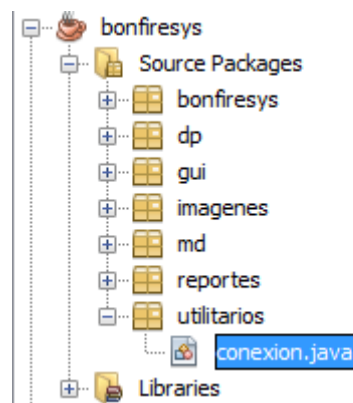 bonfiresys
Source Packages
bonfiresys
dp
gui
imagenes
md
reportes
utilitarios
conexion.java
Libraries